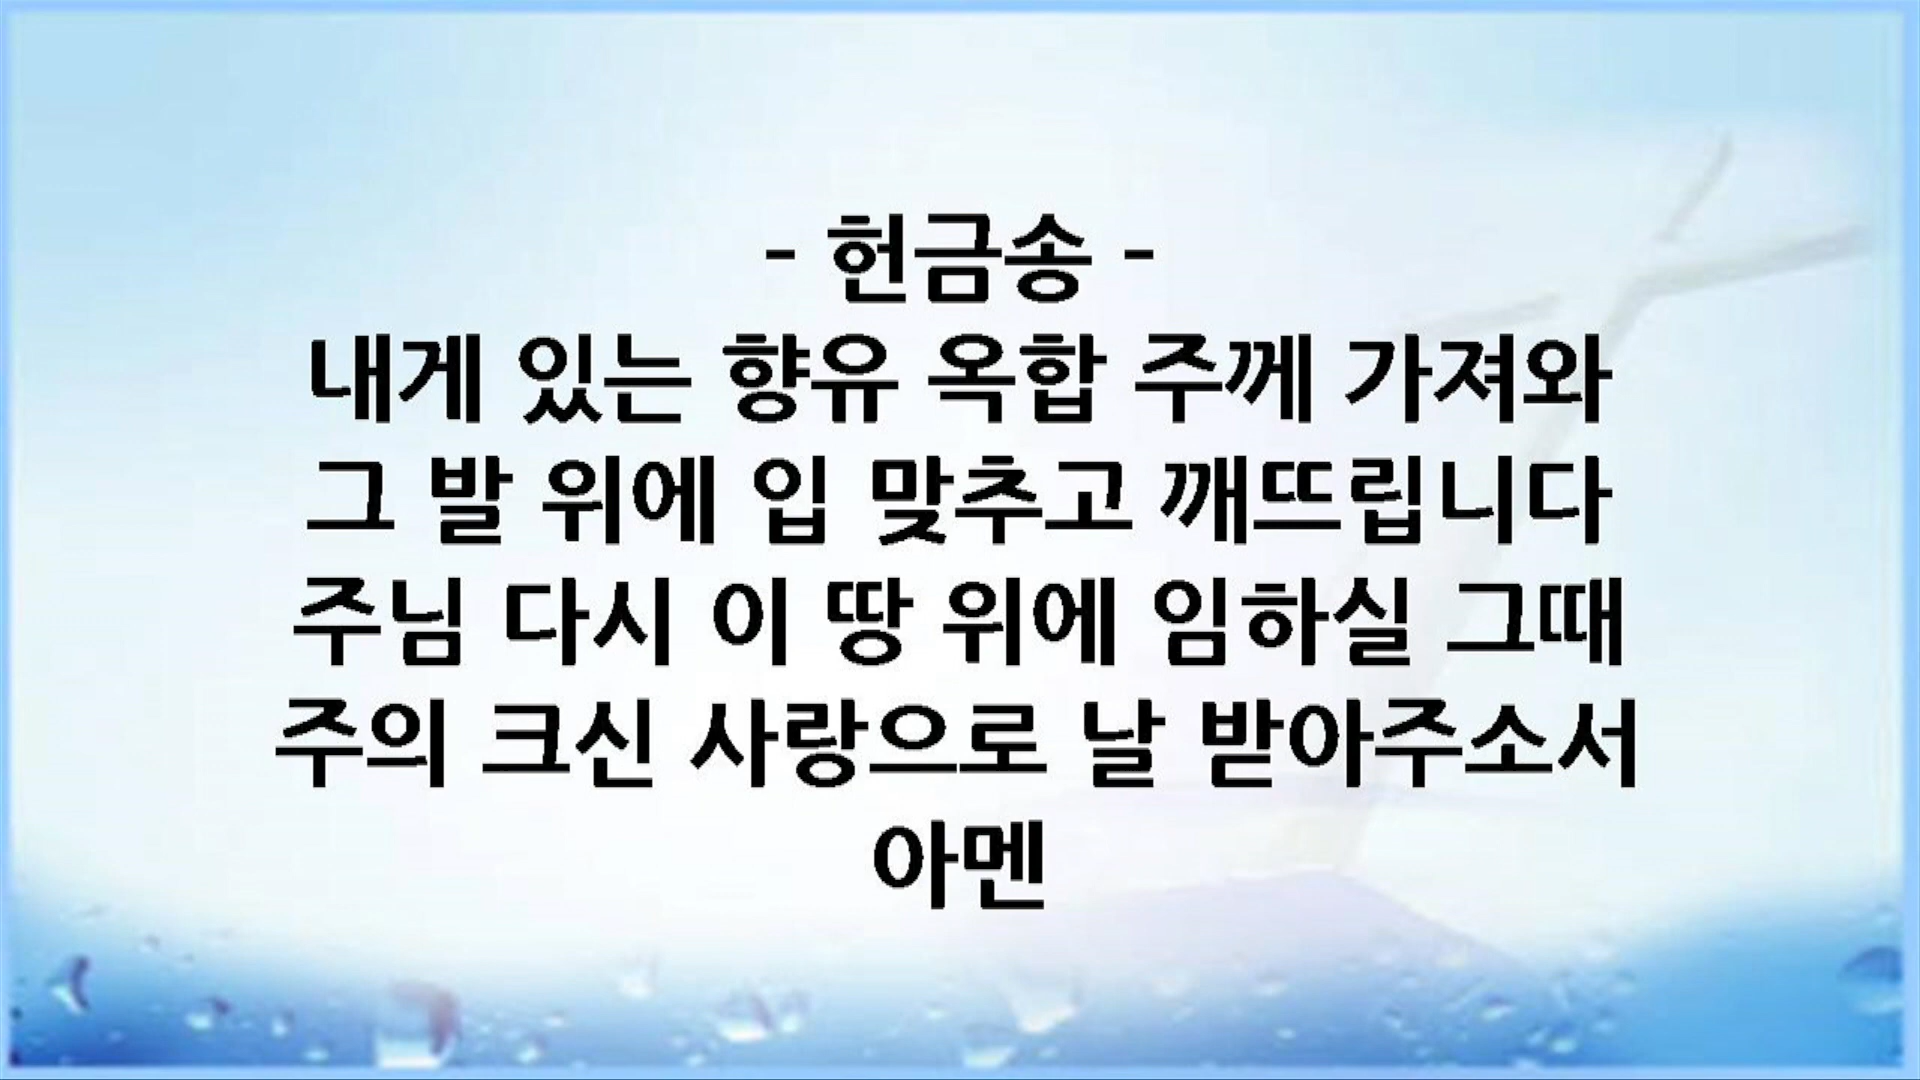 - 헌금송 -
내게 있는 향유 옥합 주께 가져와
그 발 위에 입 맞추고 깨뜨립니다
주님 다시 이 땅 위에 임하실 그때
주의 크신 사랑으로 날 받아주소서
아멘